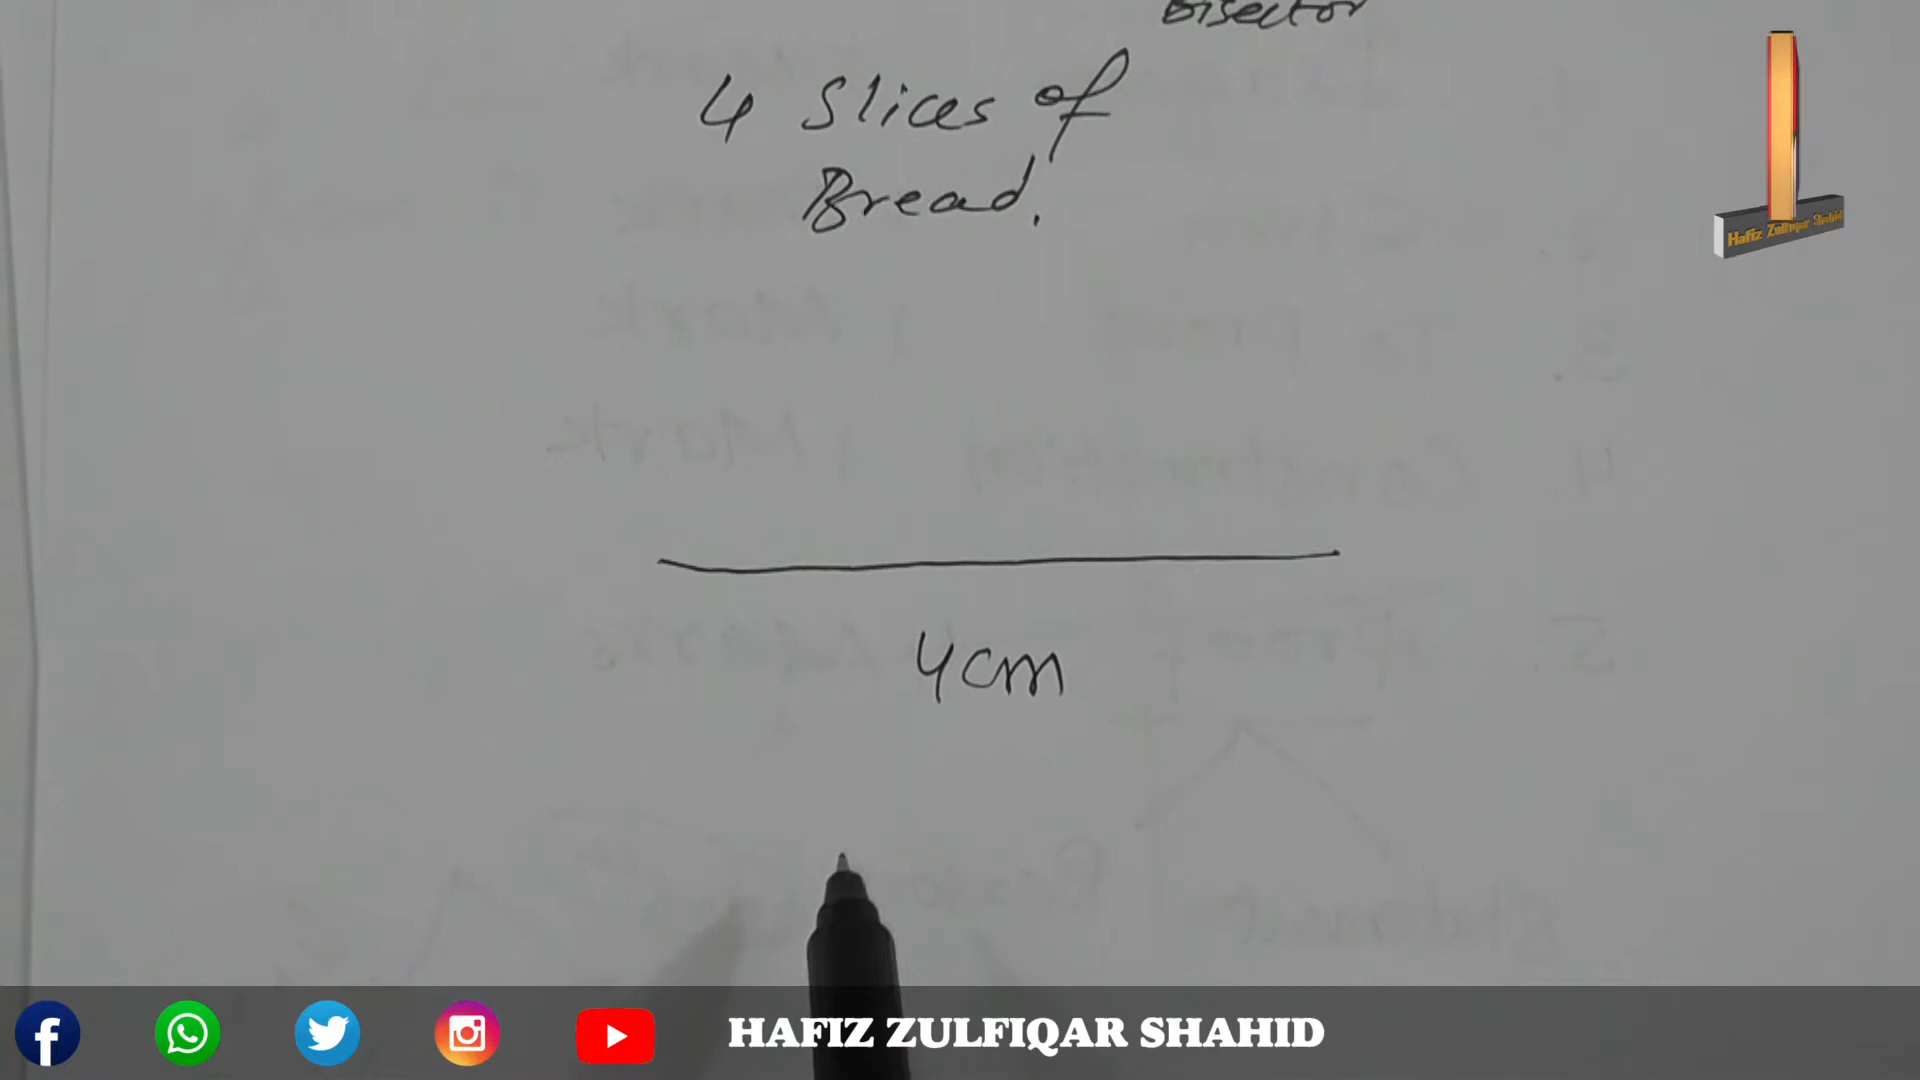 Bisector
4 Slices of
Bread.
Hafiz Zulfiqar Shahid
4cm
HAFIZ ZULFIQAR SHAHID